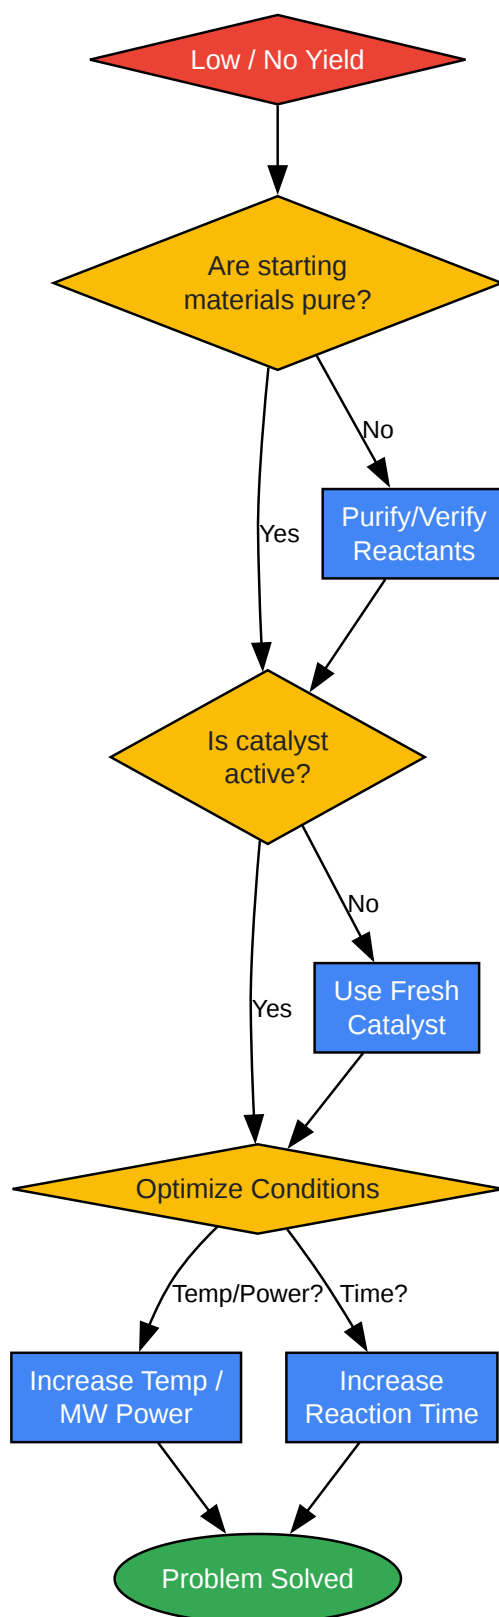 Low / No Yield
Are starting
materials pure?
No
Purify/Verify
Reactants
Yes
Is catalyst
active?
No
Use Fresh
Catalyst
Yes
Optimize Conditions
Temp/Power?
Time?
Increase Temp /
MW Power
Increase
Reaction Time
Problem Solved